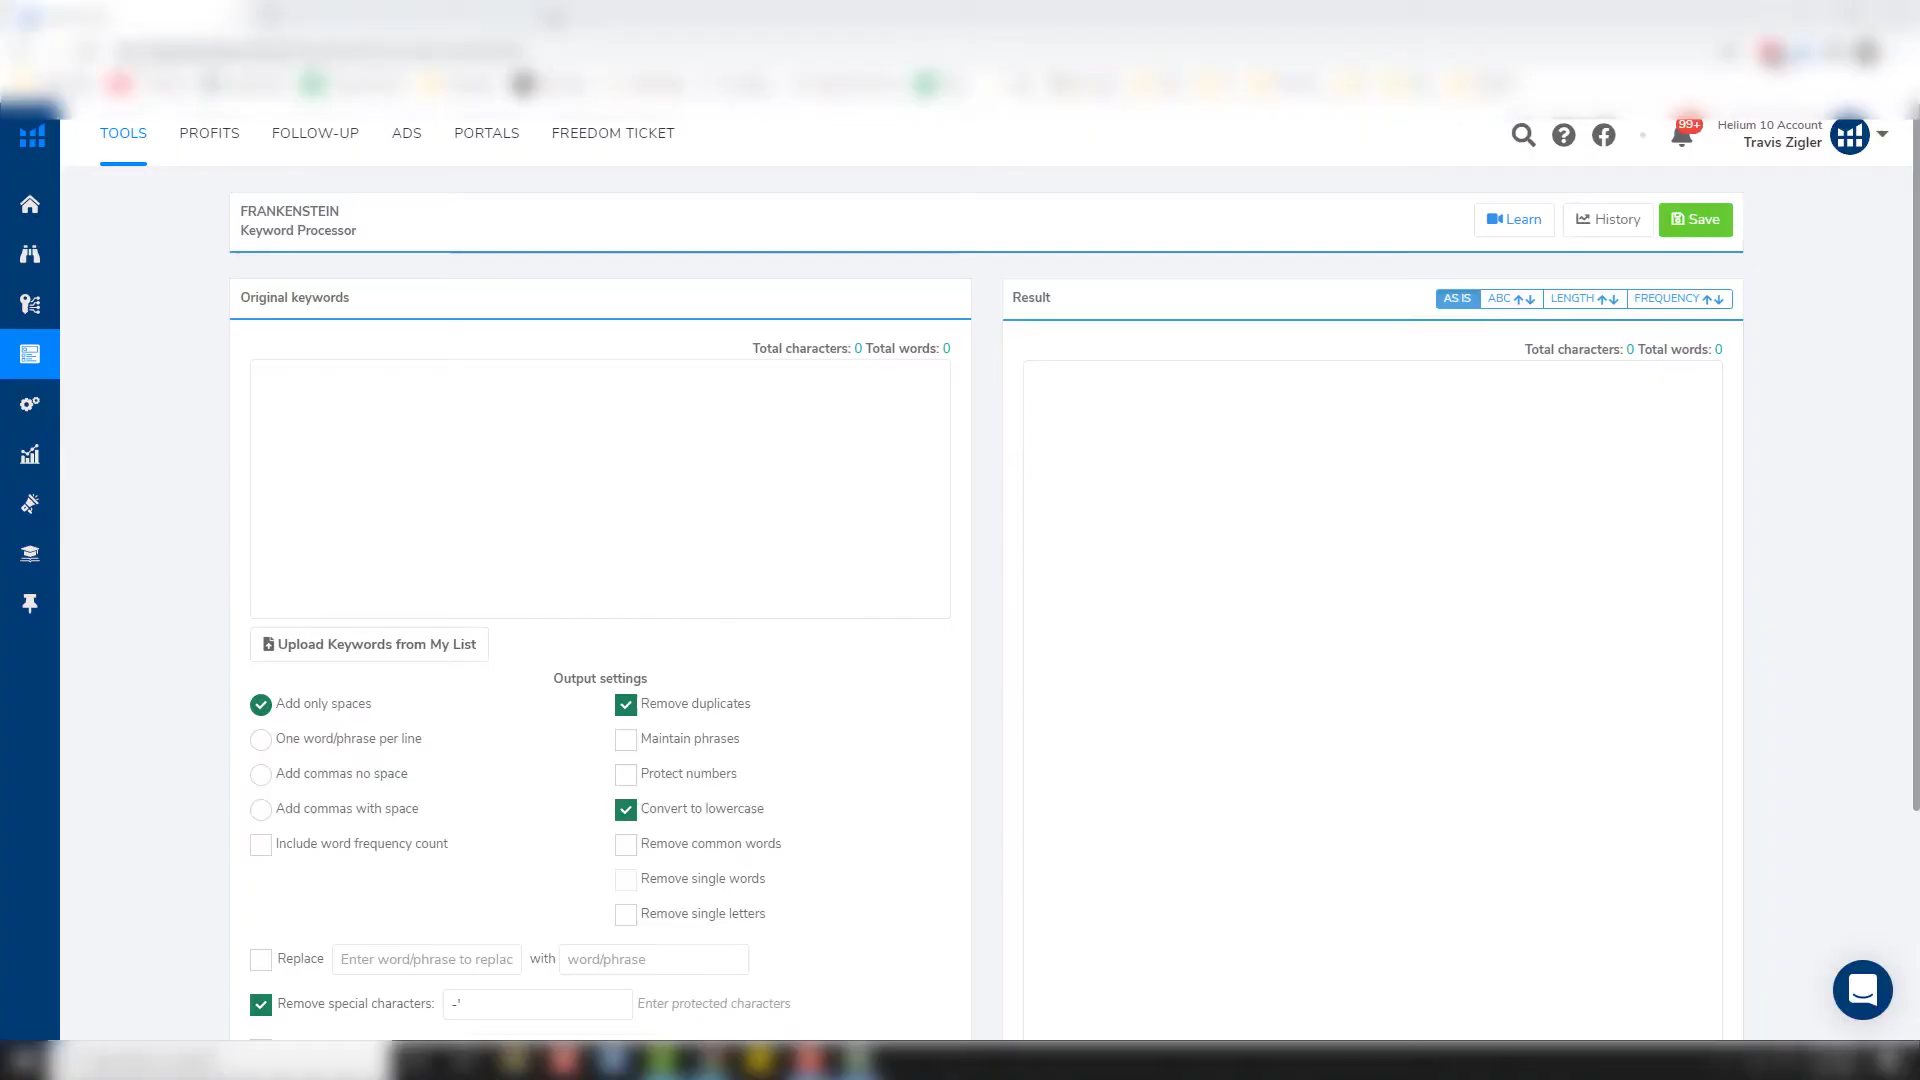 TOOLS PROFITS FOLLOW-UP ADS PORTALS FREEDOM TICKET
99+
Helium 10 Account
Travis Zigler
FRANKENSTEIN
Keyword Processor
Learn History Save
Original keywords
Total characters: 0 Total words: 0
Upload Keywords from My List
Output settings
Add only spaces
One word/phrase per line
Add commas no space
Add commas with space
Include word frequency count
Remove duplicates
Maintain phrases
Protect numbers
Convert to lowercase
Remove common words
Remove single words
Remove single letters
Replace Enter word/phrase to replac with word/phrase
Remove special characters: -' Enter protected characters
Result
AS IS ABC LENGTH FREQUENCY
Total characters: 0 Total words: 0